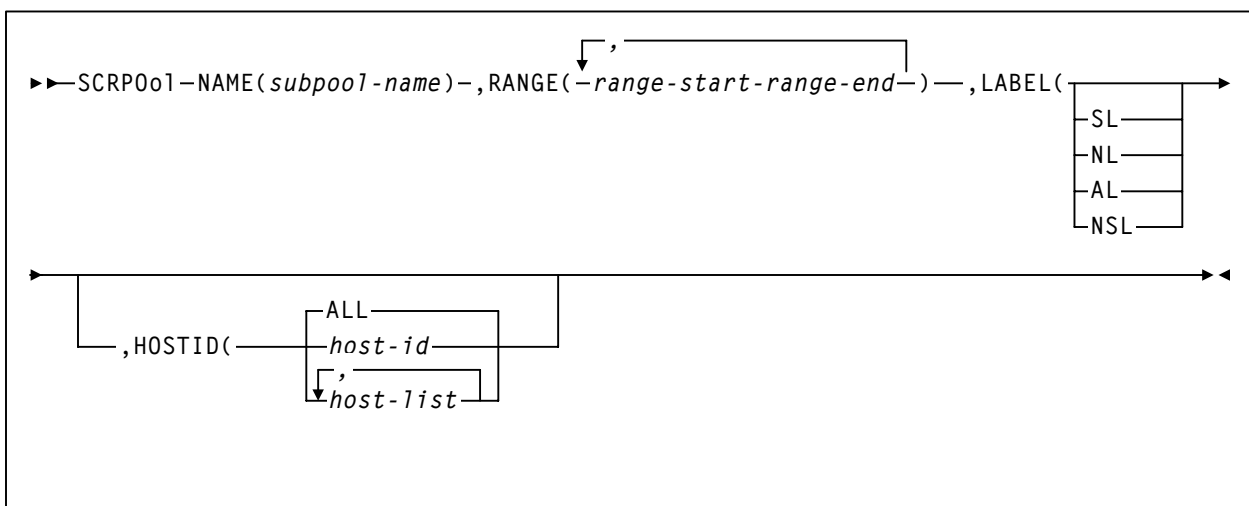 ,
SCRPOol NAME(subpool-name) ,RANGE( range-start-range-end ) ,LABEL(
SL
NL
AL
NSL
ALL
,HOSTID( host-id
,
host-list